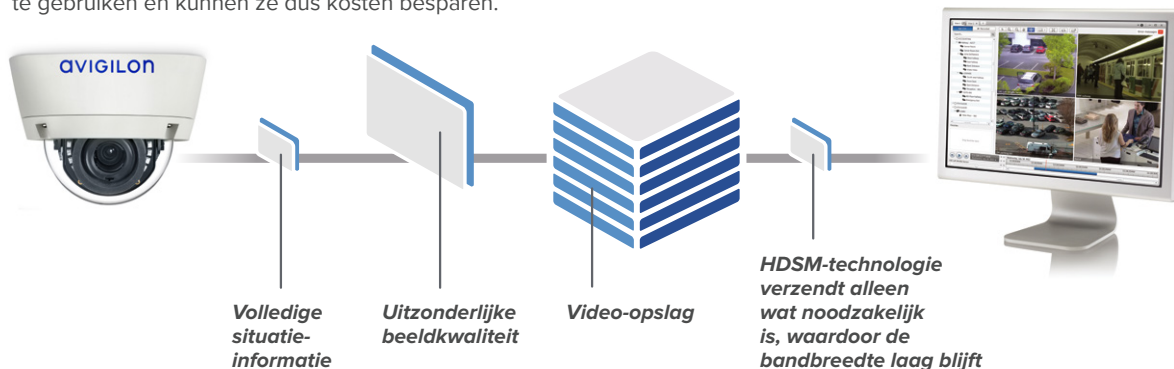 te gebruiken en kunnen ze dus kosten besparen.
aVIGILON
Volledige
situatie-
informatie
Uitzonderlijke
beeldkwaliteit
Video-opslag
HDSM-technologie
verzendt alleen
wat noodzakelijk
is, waardoor de
bandbreedte laag blijft